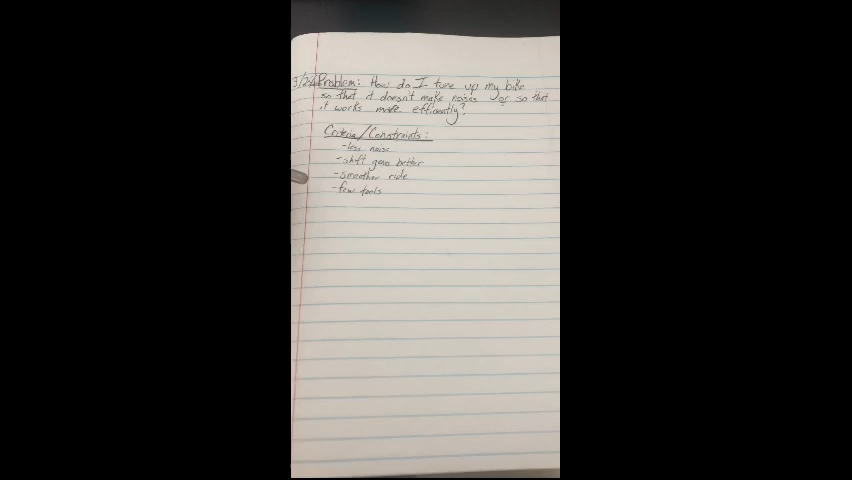 Problem: How do I tune up my bike
so that it doesn't make noises or so that
it works more efficiently?
Criteria/Constraints:
-less noise
-shift gears better
-smoother ride
-few tools